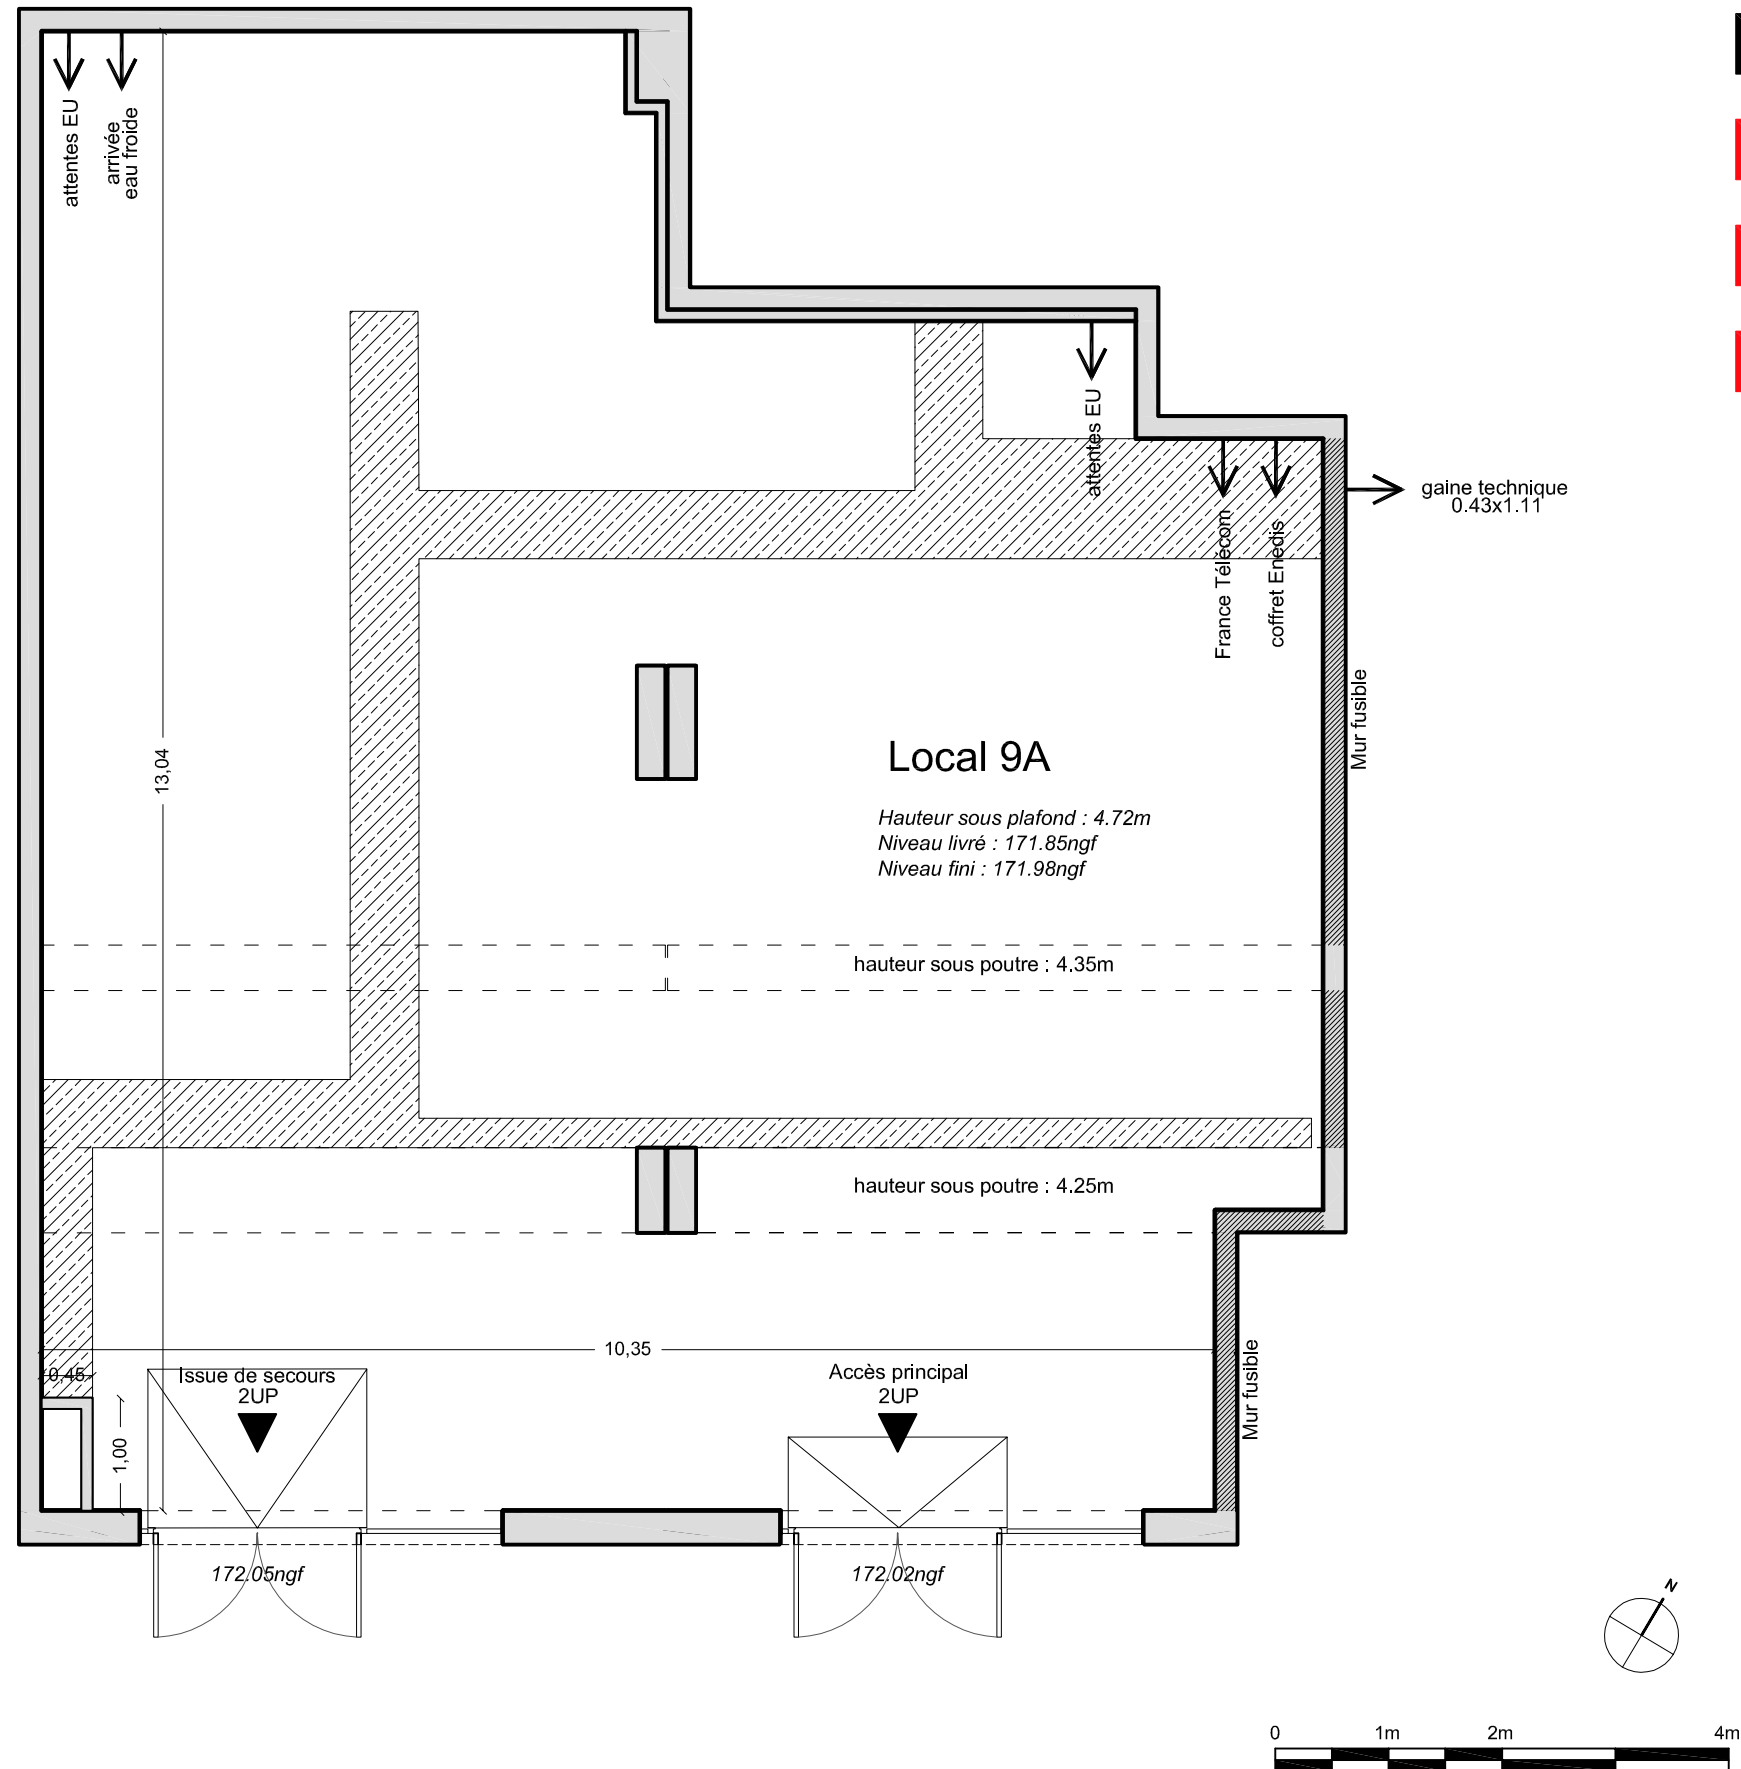 attentes EU
arrivée
eau froide
attentes EU
gaine technique
0.43x1.11
France Télécom
coffret Enedis
Mur fusible
13,04
Local 9A
Hauteur sous plafond : 4.72m
Niveau livré : 171.85ngf
Niveau fini : 171.98ngf
hauteur sous poutre : 4.35m
hauteur sous poutre : 4.25m
10,35
0,45
Issue de secours
2UP
Accès principal
2UP
Mur fusible
1,00
172.05ngf
172.02ngf
N
0 1m 2m 4m